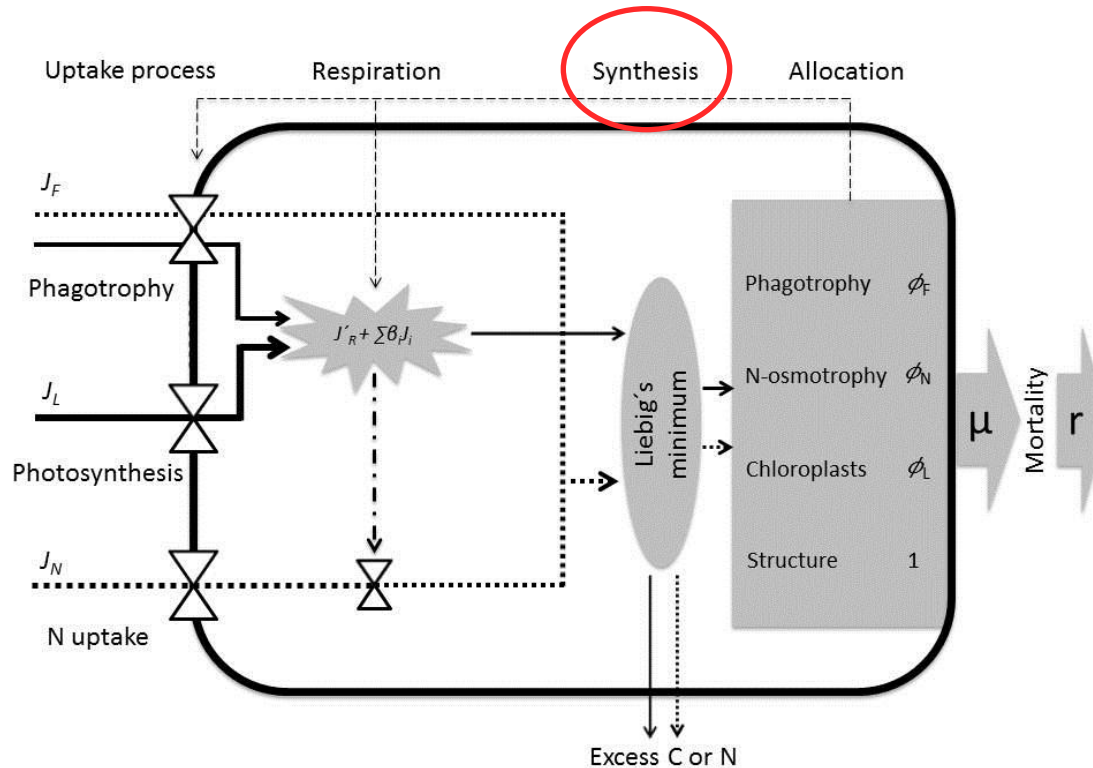 Uptake process Respiration Synthesis Allocation
J_F
Phagotrophy
J_L
Photosynthesis
J_N
N uptake
J´_R + ∑β_iJ_i
Liebig´s
minimum
Phagotrophy ϕ_F
N-osmotrophy ϕ_N
Chloroplasts ϕ_L
Structure 1
μ
Mortality
r
Excess C or N